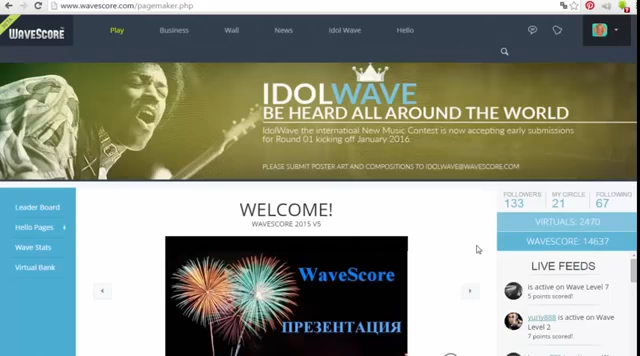 www.wavescore.com/pagemaker.php
WAVESCORE
Play
Business
Wall
News
Idol Wave
Hello
IDOLWAVE
BE HEARD ALL AROUND THE WORLD
IdolWave the internatioal New Music Contest is now accepting early submissions
for Round 01 kicking off January 2016.
PLEASE SUBMIT POSTER ART AND COMPOSITIONS TO IDOLWAVE@WAVESCORE.COM
Leader Board
Hello Pages
Wave Stats
Virtual Bank
WELCOME!
WAVESCORE 2015 V5
WaveScore
ПРЕЗЕНТАЦИЯ
FOLLOWERS MY CIRCLE FOLLOWING
133 21 67
VIRTUALS: 2470
WAVESCORE: 14637
LIVE FEEDS
is active on Wave Level 7
5 points scored!
yuriy888 is active on Wave
Level 2
7 points scored!